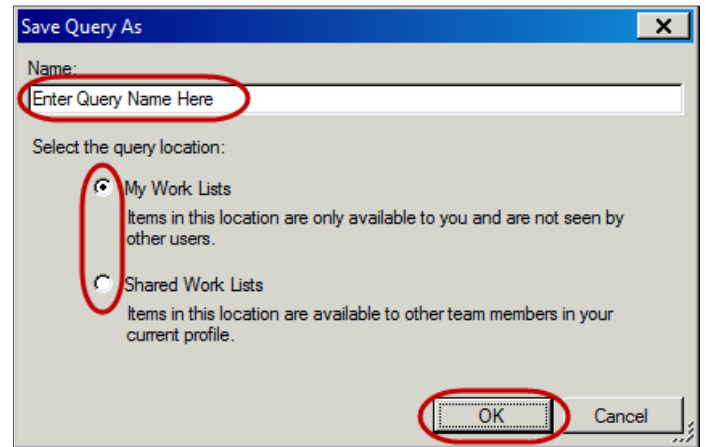 Save Query As
Name:
Enter Query Name Here
Select the query location:
My Work Lists
Items in this location are only available to you and are not seen by
other users.
Shared Work Lists
Items in this location are available to other team members in your
current profile.
OK Cancel